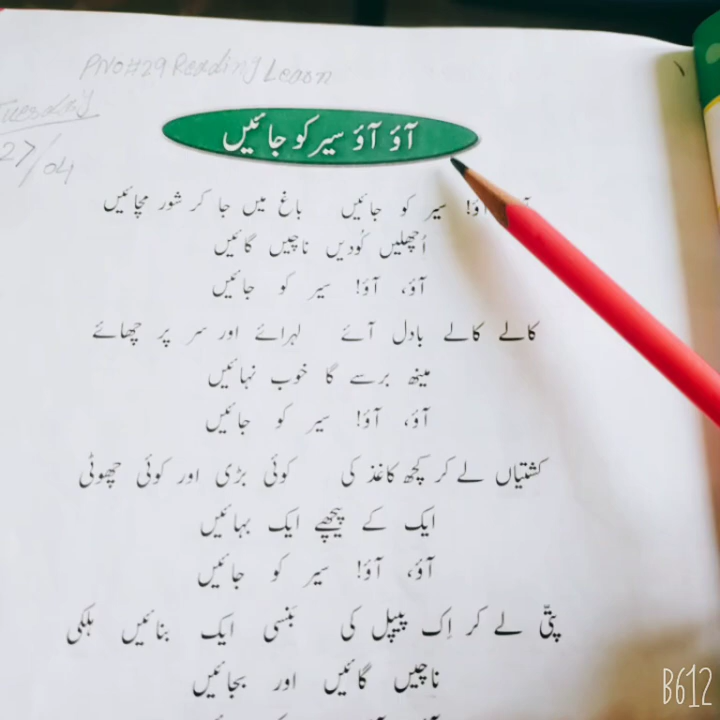 P.NO#29 Reading Lesson
Tuesday
27/04
آؤ آؤ سیر کو جائیں
آؤ! سیر کو جائیں باغ میں جا کر شور مچائیں
اُچھلیں کُودیں ناچیں گائیں
آؤ، آؤ! سیر کو جائیں
کالے کالے بادل آئے لہرائے اور سر پر چھائے
مینھ برسے گا خوب نہائیں
آؤ، آؤ! سیر کو جائیں
کشتیاں لے کر کچھ کاغذ کی کوئی بڑی اور کوئی چھوٹی
ایک کے پیچھے ایک بہائیں
آؤ، آؤ! سیر کو جائیں
پتّی لے کر اِک پیپل کی بَنسی ایک بنائیں ہلکی
ناچیں گائیں اور بجائیں
B612